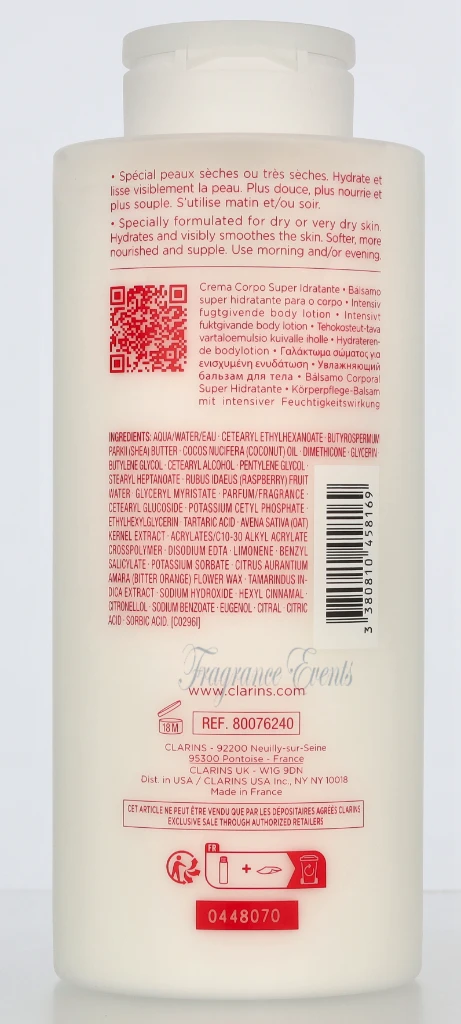 • Spécial peaux sèches ou très sèches. Hydrate et
lisse visiblement la peau. Plus douce, plus nourrie et
plus souple. S'utilise matin et/ou soir.
• Specially formulated for dry or very dry skin.
Hydrates and visibly smoothes the skin. Softer, more
nourished and supple. Use morning and/or evening.
Crema Corpo Super Idratante • Bálsamo
super hidratante para o corpo • Intensiv
fugtgivende body lotion • Intensivt
fuktgivande body lotion • Tehokosteut-tava
vartaloemulsio kuivalle iholle • Hydrateren-
de bodylotion • Γαλάκτωμα σώματος για
ενισχυμένη ενυδάτωση • Увлажняющий
бальзам для тела • Bálsamo Corporal
Super Hidratante • Körperpflege-Balsam
mit intensiver Feuchtigkeitswirkung
INGREDIENTS: AQUA/WATER/EAU · CETEARYL ETHYLHEXANOATE · BUTYROSPERMUM
PARKII (SHEA) BUTTER · COCOS NUCIFERA (COCONUT) OIL · DIMETHICONE · GLYCERIN
BUTYLENE GLYCOL · CETEARYL ALCOHOL · PENTYLENE GLYCOL ·
STEARYL HEPTANOATE · RUBUS IDAEUS (RASPBERRY) FRUIT
WATER · GLYCERYL MYRISTATE · PARFUM/FRAGRANCE ·
CETEARYL GLUCOSIDE · POTASSIUM CETYL PHOSPHATE ·
ETHYLHEXYLGLYCERIN · TARTARIC ACID · AVENA SATIVA (OAT)
KERNEL EXTRACT · ACRYLATES/C10-30 ALKYL ACRYLATE
CROSSPOLYMER · DISODIUM EDTA · LIMONENE · BENZYL
SALICYLATE · POTASSIUM SORBATE · CITRUS AURANTIUM
AMARA (BITTER ORANGE) FLOWER WAX · TAMARINDUS IN-
DICA EXTRACT · SODIUM HYDROXIDE · HEXYL CINNAMAL ·
CITRONELLOL · SODIUM BENZOATE · EUGENOL · CITRAL · CITRIC
ACID · SORBIC ACID. [C0296I]
3 380810 458169
Fragrance Events
www.clarins.com
18M
REF. 80076240
CLARINS - 92200 Neuilly-sur-Seine
95300 Pontoise - France
CLARINS UK - W1G 9DN
Dist. in USA / CLARINS USA Inc., NY NY 10018
Made in France
CET ARTICLE NE PEUT ÊTRE VENDU QUE PAR LES DÉPOSITAIRES AGRÉÉS CLARINS
EXCLUSIVE SALE THROUGH AUTHORIZED RETAILERS
FR
+
0448070